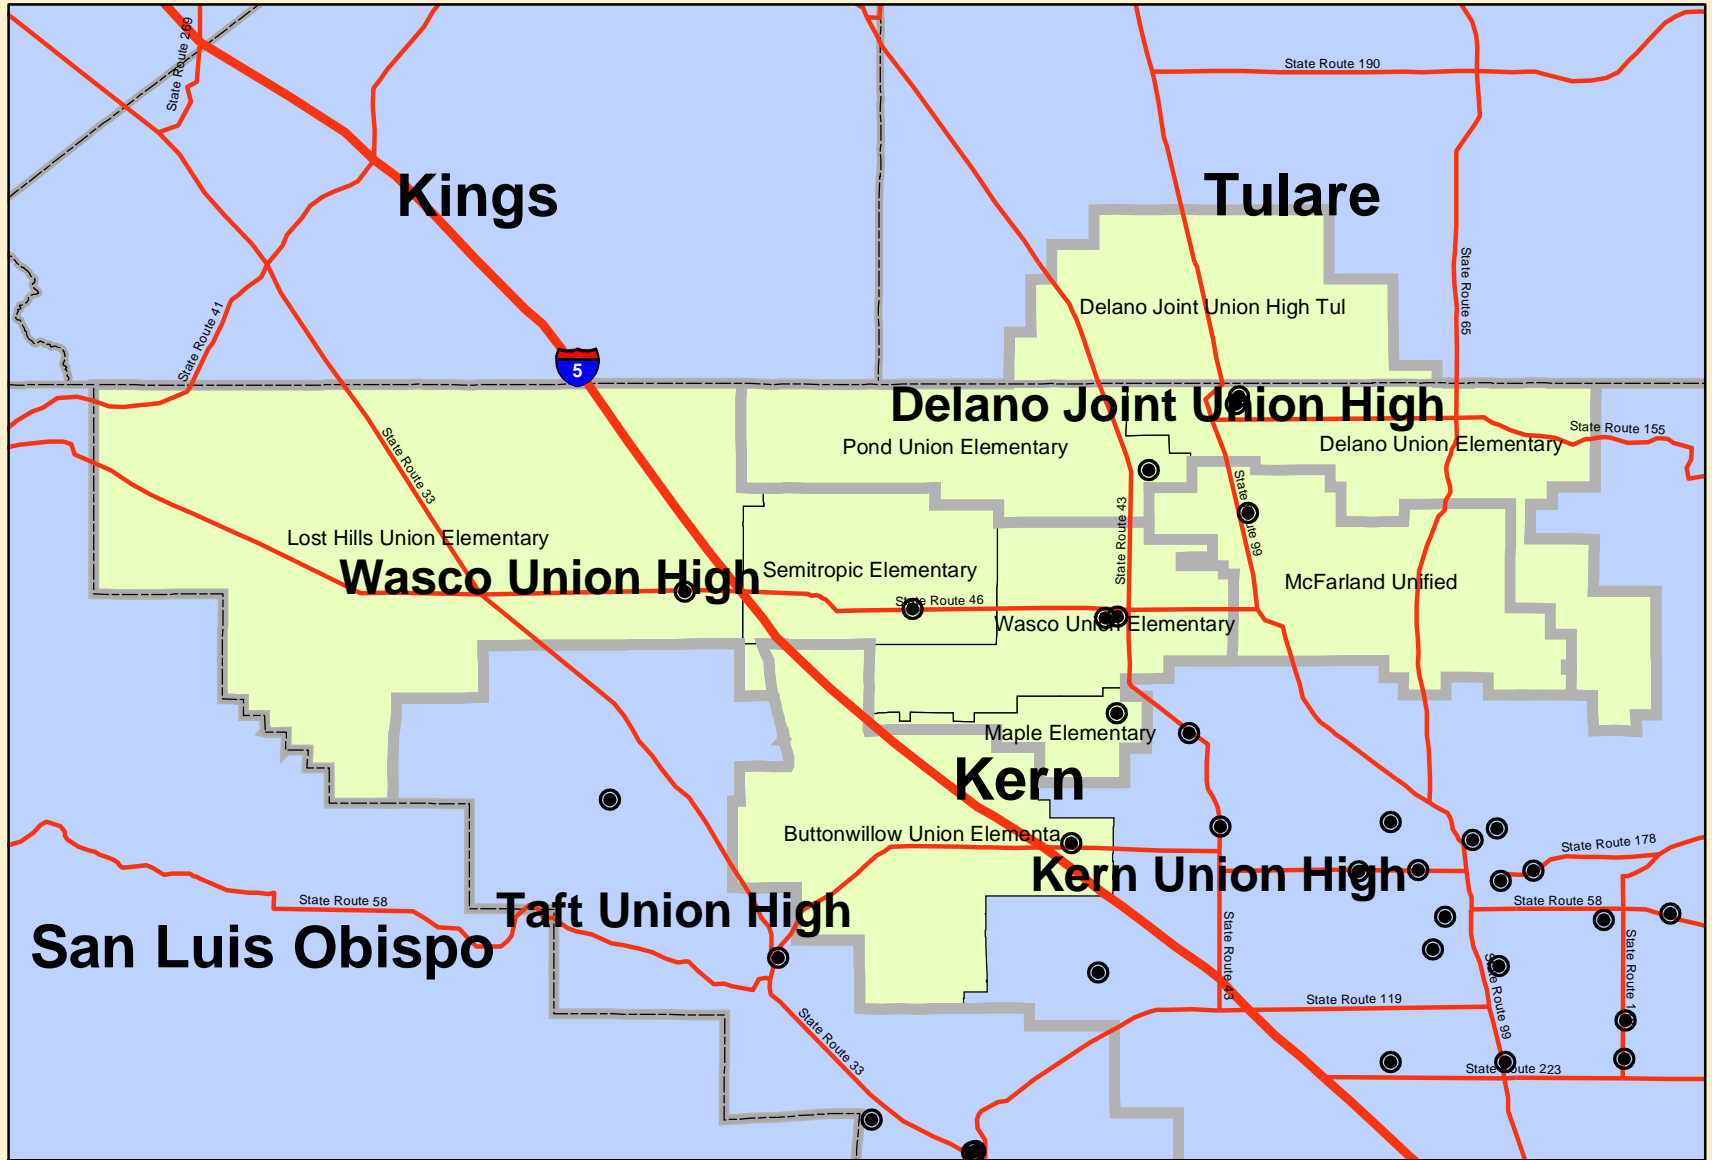 State Route 269
State Route 190
Kings
Tulare
State Route 65
Delano Joint Union High Tul
State Route 41
5
Delano Joint Union High
State Route 155
Pond Union Elementary
Delano Union Elementary
State Route 33
State Route 43
State Route 99
Lost Hills Union Elementary
Wasco Union High
Semitropic Elementary
McFarland Unified
State Route 46
Wasco Union Elementary
Maple Elementary
Kern
Buttonwillow Union Elementa
State Route 178
Kern Union High
State Route 58
Taft Union High
State Route 58
San Luis Obispo
State Route 43
State Route 1
State Route 99
State Route 119
State Route 33
State Route 223